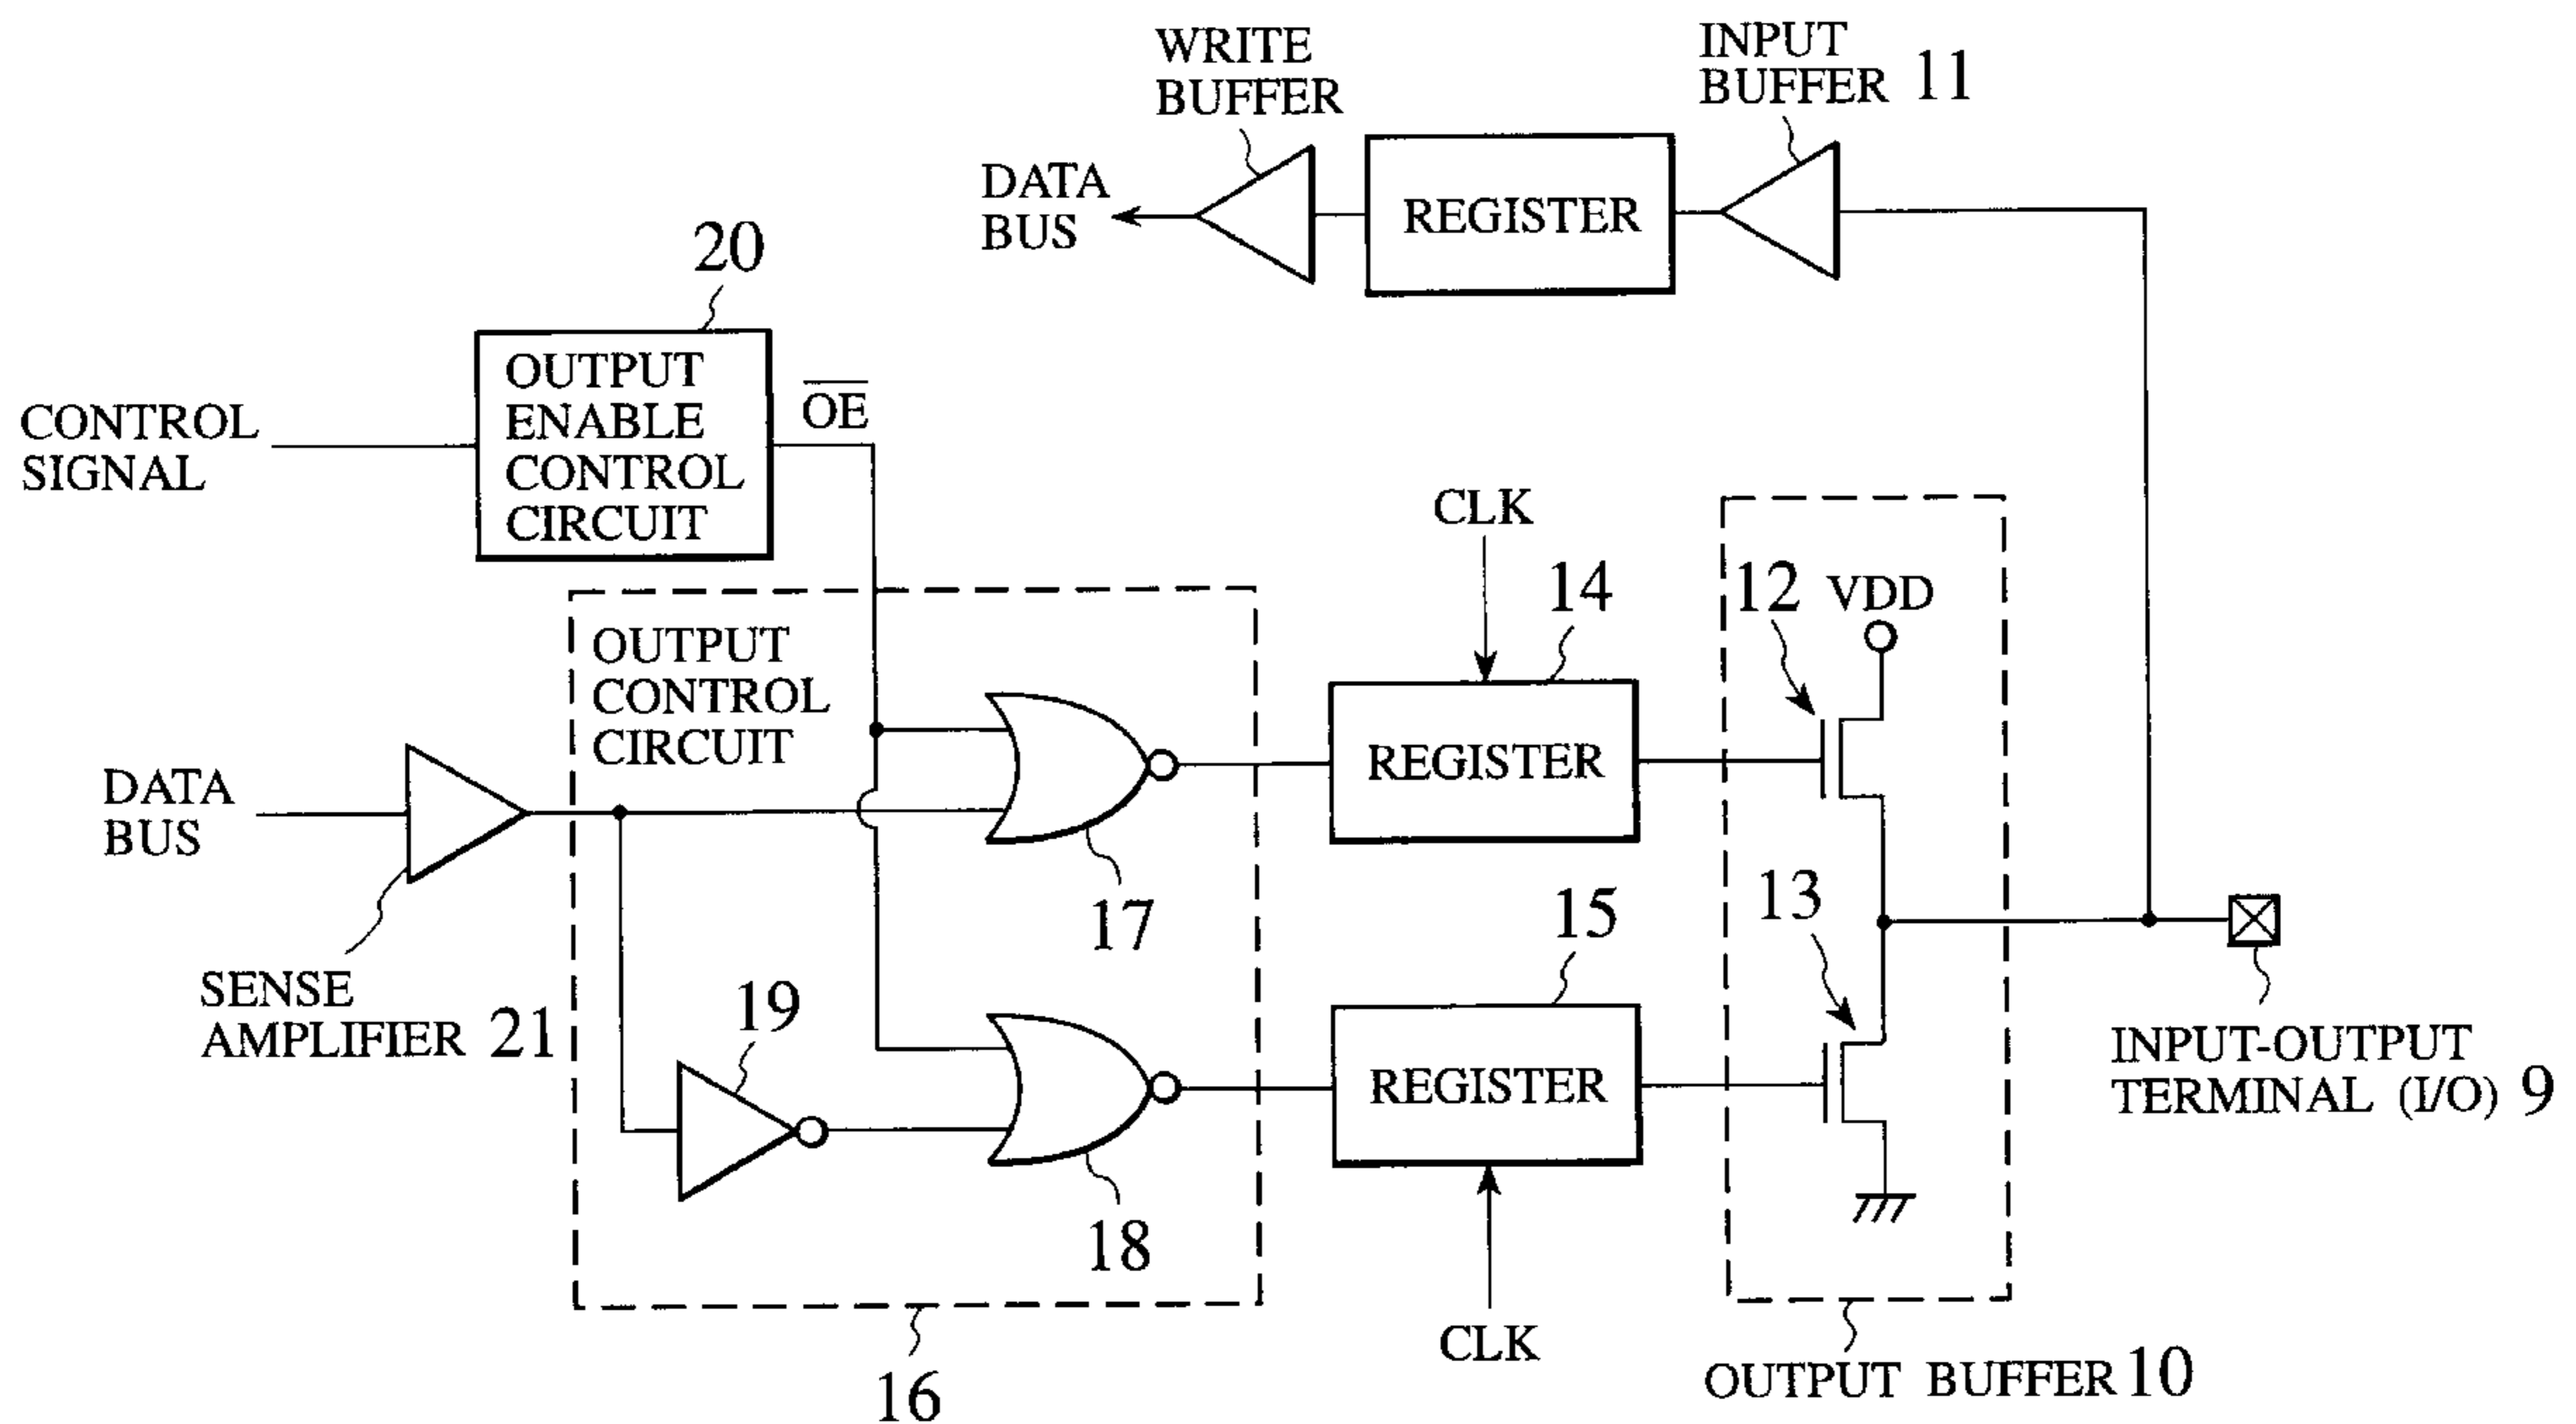 WRITE
BUFFER
INPUT
BUFFER 11
DATA
BUS
REGISTER
20
OUTPUT
ENABLE
CONTROL
CIRCUIT
O̅E̅
CONTROL
SIGNAL
CLK
14
12
VDD
OUTPUT
CONTROL
CIRCUIT
REGISTER
DATA
BUS
17
15
13
SENSE
AMPLIFIER 21
19
REGISTER
INPUT-OUTPUT
TERMINAL (I/O) 9
18
CLK
16
OUTPUT BUFFER 10